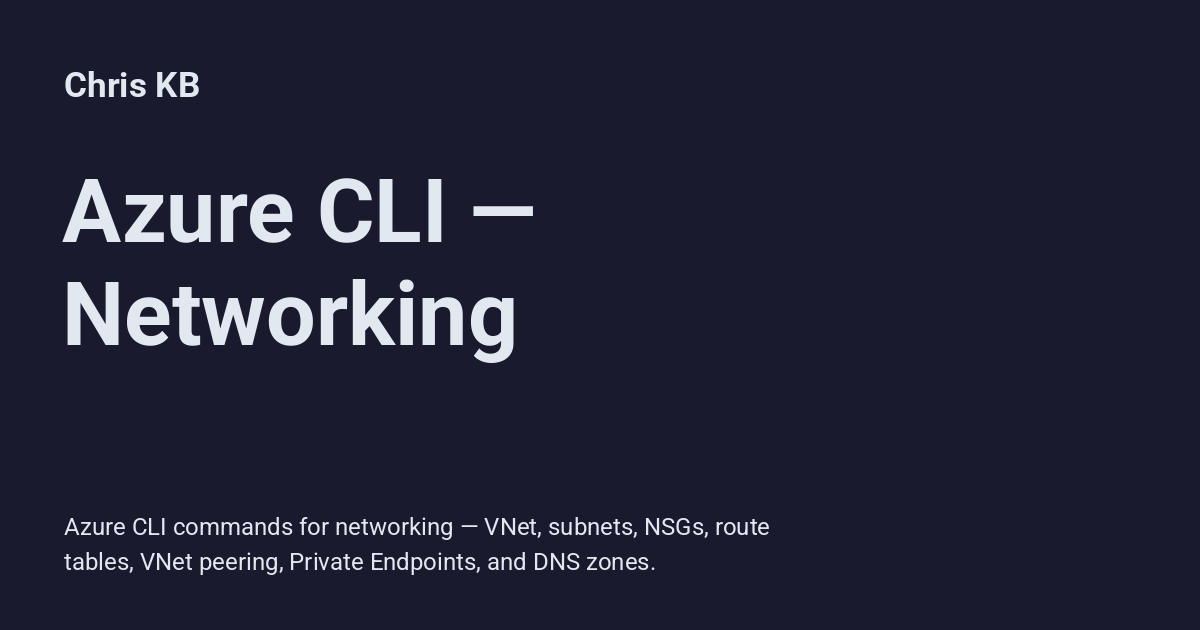 Chris KB
Azure CLI —
Networking
Azure CLI commands for networking — VNet, subnets, NSGs, route
tables, VNet peering, Private Endpoints, and DNS zones.